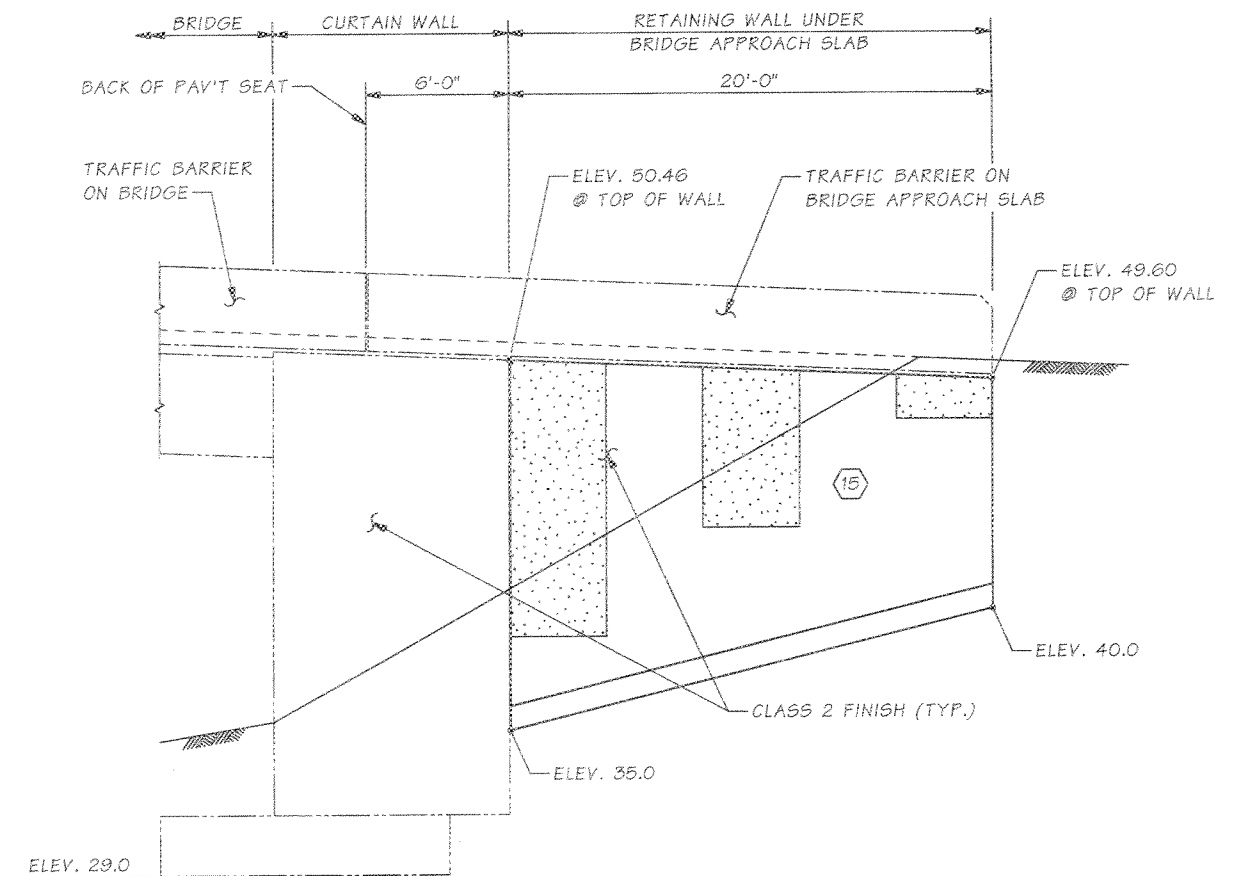 BRIDGE
CURTAIN WALL
RETAINING WALL UNDER
BRIDGE APPROACH SLAB
BACK OF PAV'T SEAT
6'-0"
20'-0"
TRAFFIC BARRIER
ON BRIDGE
ELEV. 50.46
@ TOP OF WALL
TRAFFIC BARRIER ON
BRIDGE APPROACH SLAB
ELEV. 49.60
@ TOP OF WALL
15
ELEV. 40.0
CLASS 2 FINISH (TYP.)
ELEV. 35.0
ELEV. 29.0